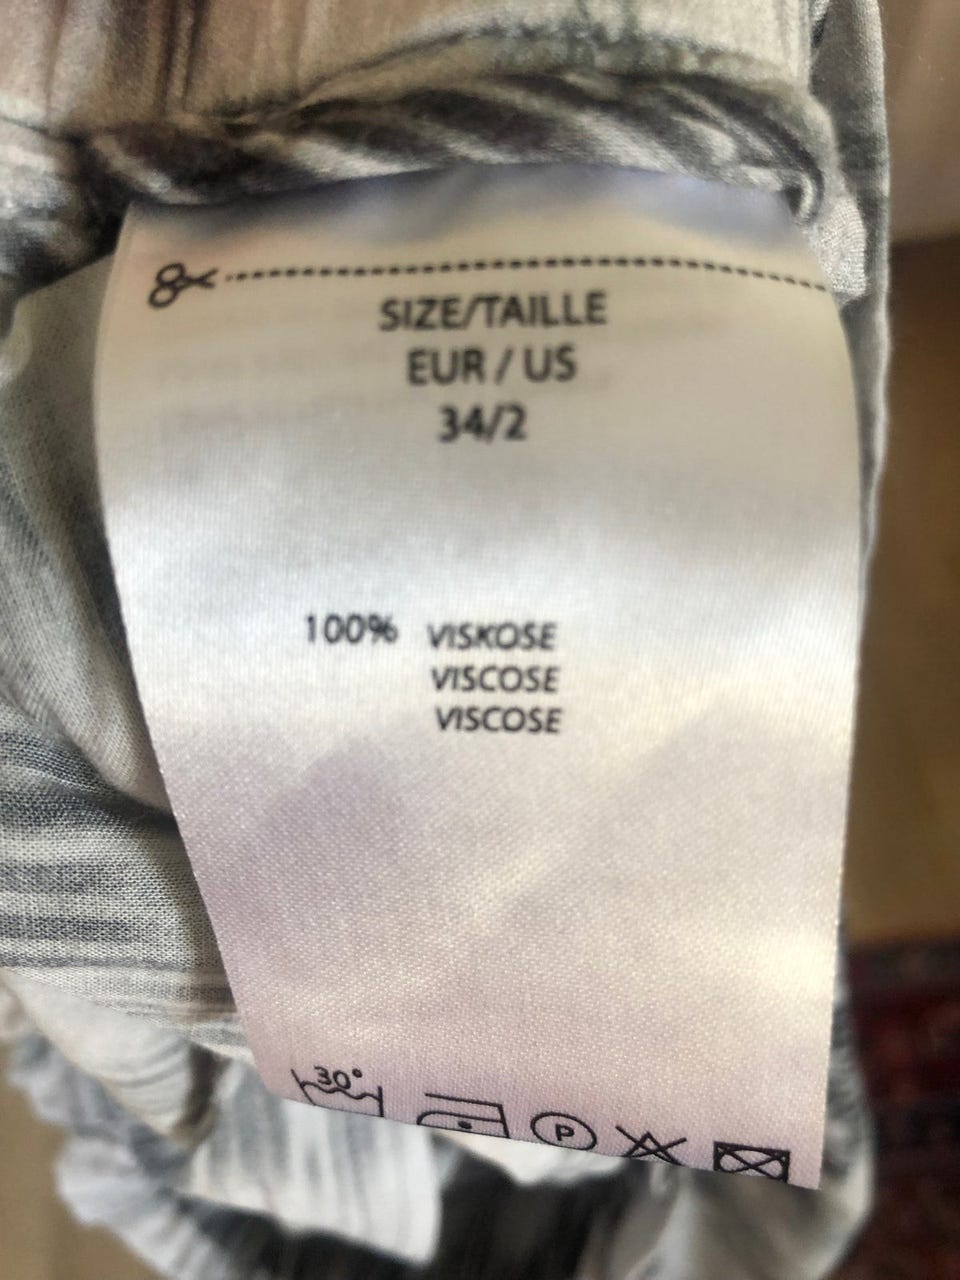 SIZE/TAILLE
EUR / US
34/2
100% VISKOSE
VISCOSE
VISCOSE
30°
P